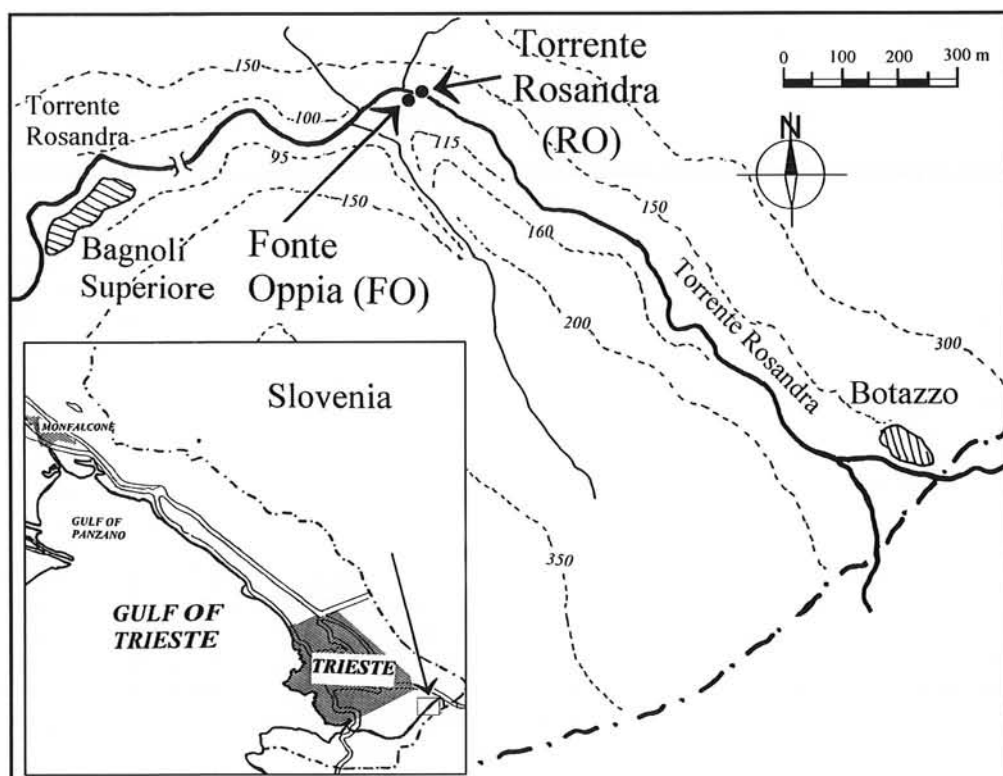 Torrente
Rosandra
(RO)
0 100 200 300 m
N
150
100
Torrente
Rosandra
95
115
150
Bagnoli
Superiore
Fonte
Oppia (FO)
150
160
200
Torrente Rosandra
300
Botazzo
350
Slovenia
MONFALCONE
GULF OF
PANZANO
GULF OF
TRIESTE
TRIESTE